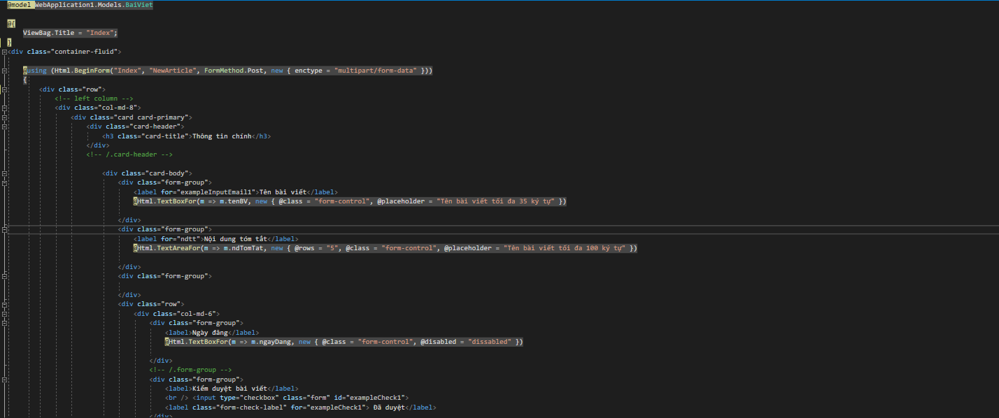 @model WebApplication1.Models.BaiViet
@{
ViewBag.Title = "Index";
}
<div class="container-fluid">
@using (Html.BeginForm("Index", "NewArticle", FormMethod.Post, new { enctype = "multipart/form-data" }))
{
<div class="row">
<!-- left column -->
<div class="col-md-8">
<div class="card card-primary">
<div class="card-header">
<h3 class="card-title">Thông tin chính</h3>
</div>
<!-- /.card-header -->
<div class="card-body">
<div class="form-group">
<label for="exampleInputEmail1">Tên bài viết</label>
@Html.TextBoxFor(m => m.tenBV, new { @class = "form-control", @placeholder = "Tên bài viết tối đa 35 ký tự" })
</div>
<div class="form-group">
<label for="ndtt">Nội dung tóm tắt</label>
@Html.TextAreaFor(m => m.ndTomTat, new { @rows = "5", @class = "form-control", @placeholder = "Tên bài viết tối đa 100 ký tự" })
</div>
<div class="form-group">
</div>
<div class="row">
<div class="col-md-6">
<div class="form-group">
<label>Ngày đăng</label>
@Html.TextBoxFor(m => m.ngayDang, new { @class = "form-control", @disabled = "dissabled" })
</div>
<!-- /.form-group -->
<div class="form-group">
<label>Kiểm duyệt bài viết</label>
<br /> <input type="checkbox" class="form" id="exampleCheck1">
<label class="form-check-label" for="exampleCheck1"> Đã duyệt</label>
</div>